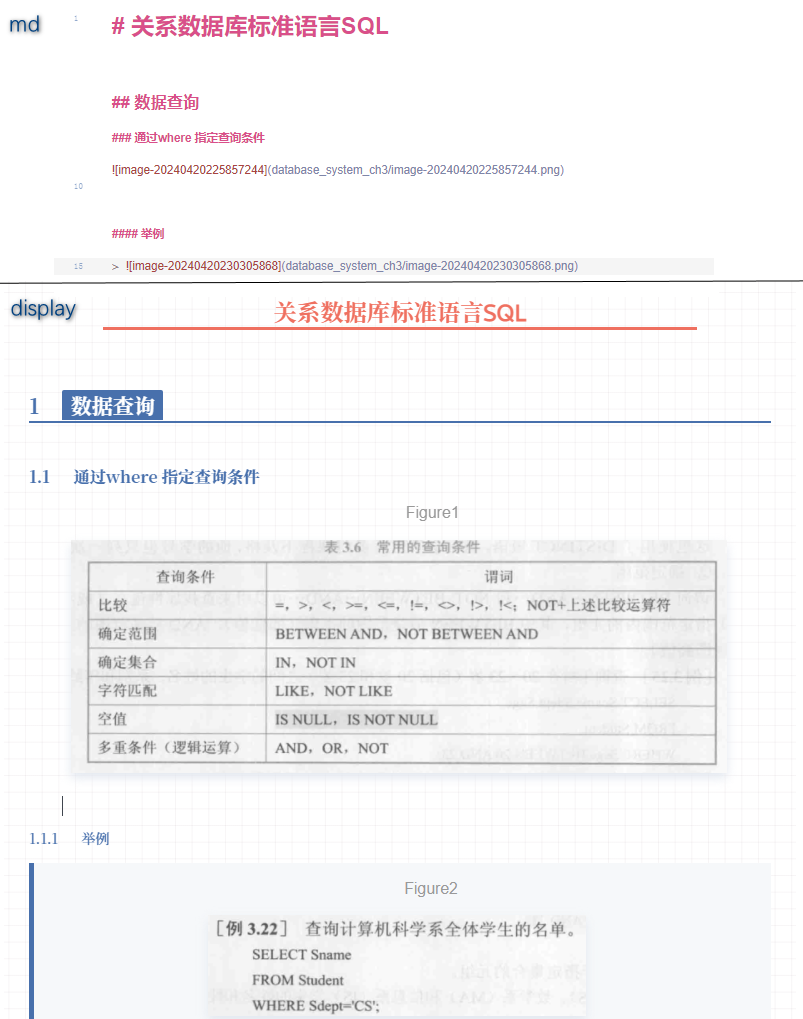 md
1
# 关系数据库标准语言SQL
## 数据查询
### 通过where 指定查询条件
![image-20240420225857244](database_system_ch3/image-20240420225857244.png)
10
#### 举例
15
> ![image-20240420230305868](database_system_ch3/image-20240420230305868.png)
display
关系数据库标准语言SQL
1 数据查询
1.1 通过where 指定查询条件
Figure1
表 3.6 常用的查询条件
查询条件 谓词
比较 =, >, <, >=, <=, !=, <>, !>, !<; NOT+上述比较运算符
确定范围 BETWEEN AND，NOT BETWEEN AND
确定集合 IN，NOT IN
字符匹配 LIKE，NOT LIKE
空值 IS NULL，IS NOT NULL
多重条件（逻辑运算） AND，OR，NOT
1.1.1 举例
Figure2
［例 3.22］ 查询计算机科学系全体学生的名单。
SELECT Sname
FROM Student
WHERE Sdept='CS';